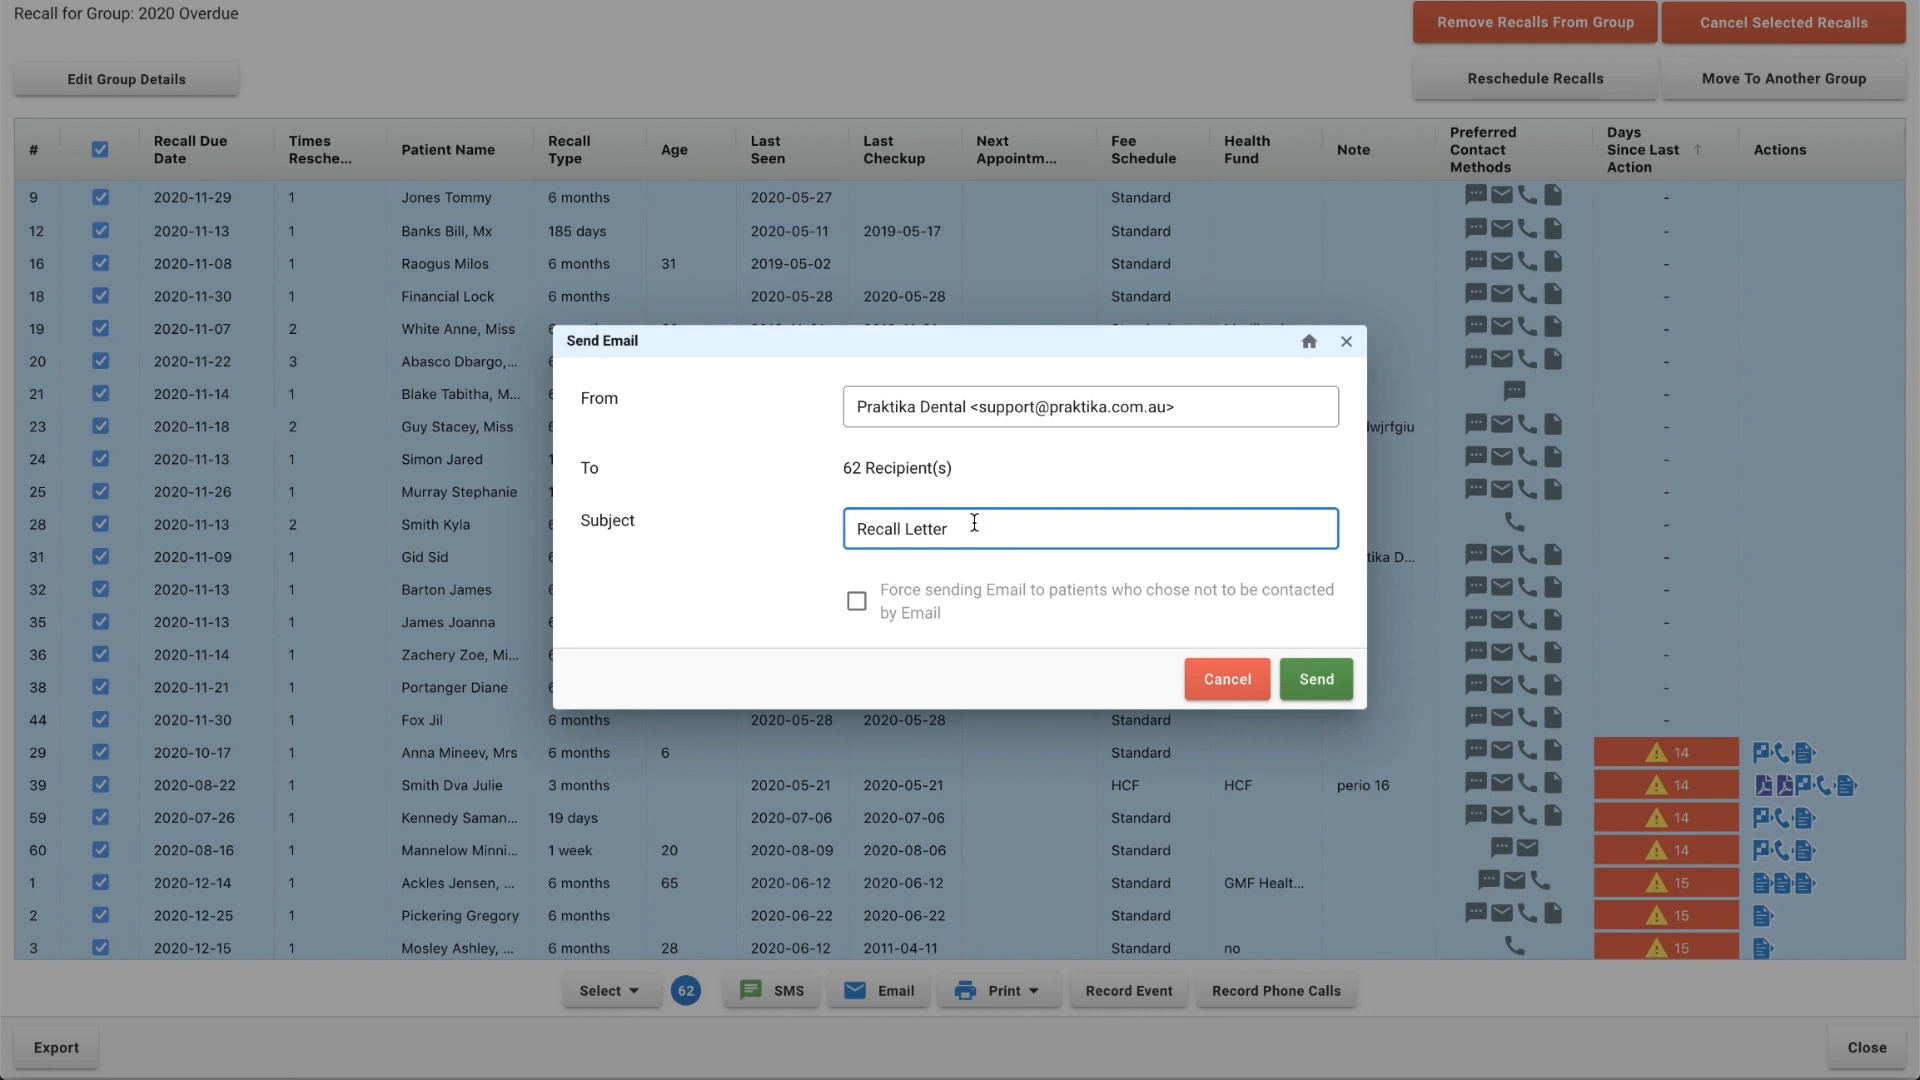 Recall for Group: 2020 Overdue
Remove Recalls From Group
Cancel Selected Recalls
Edit Group Details
Reschedule Recalls
Move To Another Group
# Recall Due Date Times Resche... Patient Name Recall Type Age Last Seen Last Checkup Next Appointm... Fee Schedule Health Fund Note Preferred Contact Methods Days Since Last Action ↑ Actions
9 2020-11-29 1 Jones Tommy 6 months 2020-05-27 Standard -
12 2020-11-13 1 Banks Bill, Mx 185 days 2020-05-11 2019-05-17 Standard -
16 2020-11-08 1 Raogus Milos 6 months 31 2019-05-02 Standard -
18 2020-11-30 1 Financial Lock 6 months 2020-05-28 2020-05-28 Standard -
19 2020-11-07 2 White Anne, Miss -
20 2020-11-22 3 Abasco Dbargo,... -
21 2020-11-14 1 Blake Tabitha, M... -
23 2020-11-18 2 Guy Stacey, Miss wjrfgiu -
24 2020-11-13 1 Simon Jared -
25 2020-11-26 1 Murray Stephanie -
28 2020-11-13 2 Smith Kyla -
31 2020-11-09 1 Gid Sid tika D... -
32 2020-11-13 1 Barton James -
35 2020-11-13 1 James Joanna -
36 2020-11-14 1 Zachery Zoe, Mi... -
38 2020-11-21 1 Portanger Diane -
44 2020-11-30 1 Fox Jil 6 months 2020-05-28 2020-05-28 Standard -
29 2020-10-17 1 Anna Mineev, Mrs 6 months 6 Standard 14
39 2020-08-22 1 Smith Dva Julie 3 months 2020-05-21 2020-05-21 HCF HCF perio 16 14
59 2020-07-26 1 Kennedy Saman... 19 days 2020-07-06 2020-07-06 Standard 14
60 2020-08-16 1 Mannelow Minni... 1 week 20 2020-08-09 2020-08-06 Standard 14
1 2020-12-14 1 Ackles Jensen, ... 6 months 65 2020-06-12 2020-06-12 Standard GMF Healt... 15
2 2020-12-25 1 Pickering Gregory 6 months 2020-06-22 2020-06-22 Standard 15
3 2020-12-15 1 Mosley Ashley, ... 6 months 28 2020-06-12 2011-04-11 Standard no 15
Send Email
From Praktika Dental <support@praktika.com.au>
To 62 Recipient(s)
Subject Recall Letter
Force sending Email to patients who chose not to be contacted
by Email
Cancel Send
Select 62 SMS Email Print Record Event Record Phone Calls
Export
Close